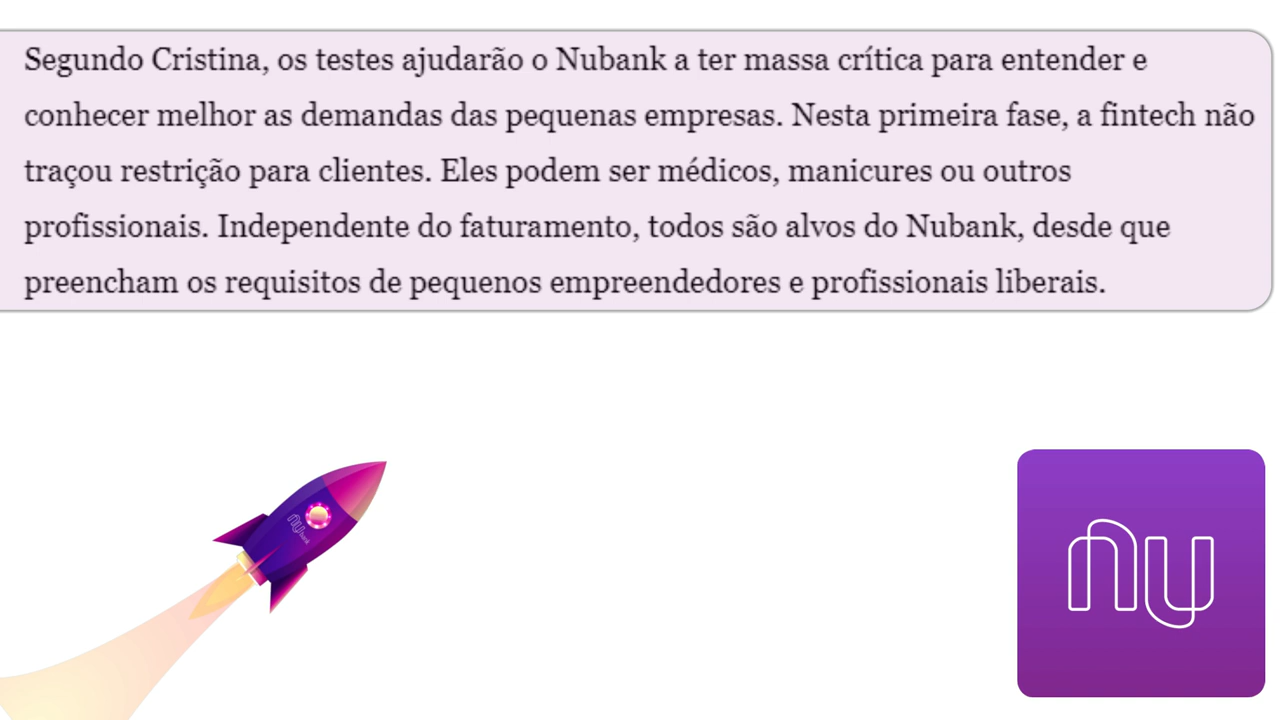 Segundo Cristina, os testes ajudarão o Nubank a ter massa crítica para entender e
conhecer melhor as demandas das pequenas empresas. Nesta primeira fase, a fintech não
traçou restrição para clientes. Eles podem ser médicos, manicures ou outros
profissionais. Independente do faturamento, todos são alvos do Nubank, desde que
preencham os requisitos de pequenos empreendedores e profissionais liberais.
nu bank
nu